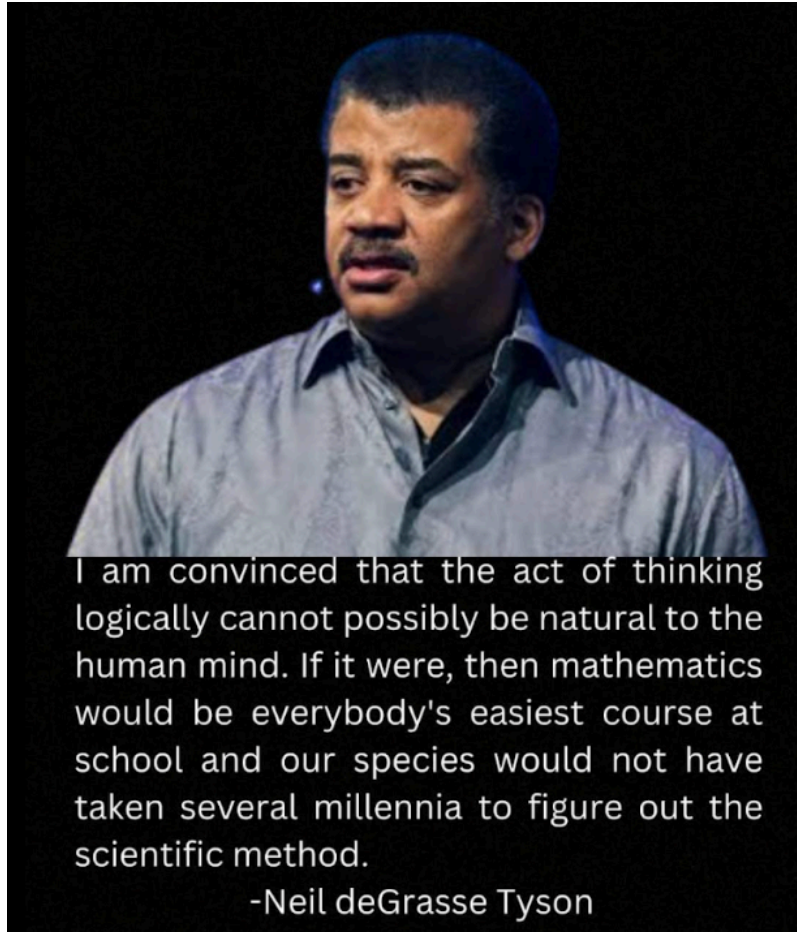 I am convinced that the act of thinking
logically cannot possibly be natural to the
human mind. If it were, then mathematics
would be everybody's easiest course at
school and our species would not have
taken several millennia to figure out the
scientific method.
-Neil deGrasse Tyson